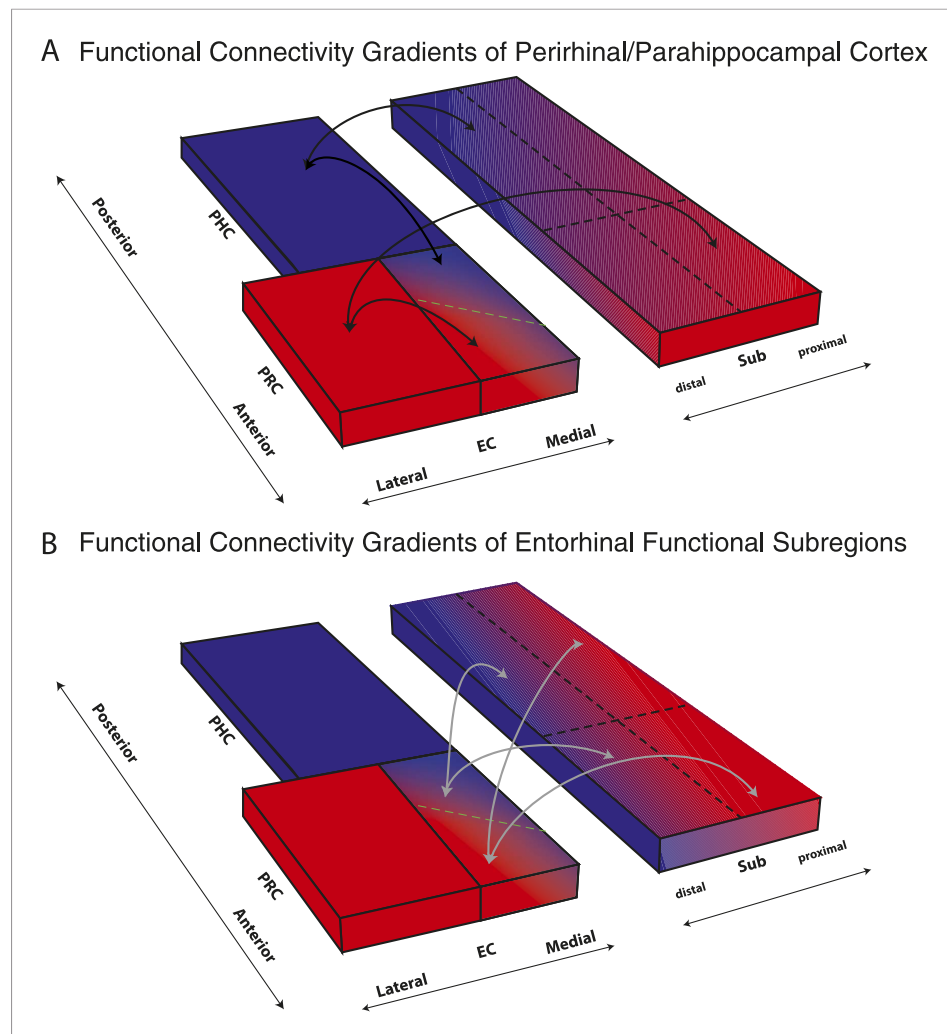 A Functional Connectivity Gradients of Perirhinal/Parahippocampal Cortex
Posterior
PHC
PRC
Anterior
Lateral
EC
Medial
distal
Sub
proximal
B Functional Connectivity Gradients of Entorhinal Functional Subregions
Posterior
PHC
PRC
Anterior
Lateral
EC
Medial
distal
Sub
proximal